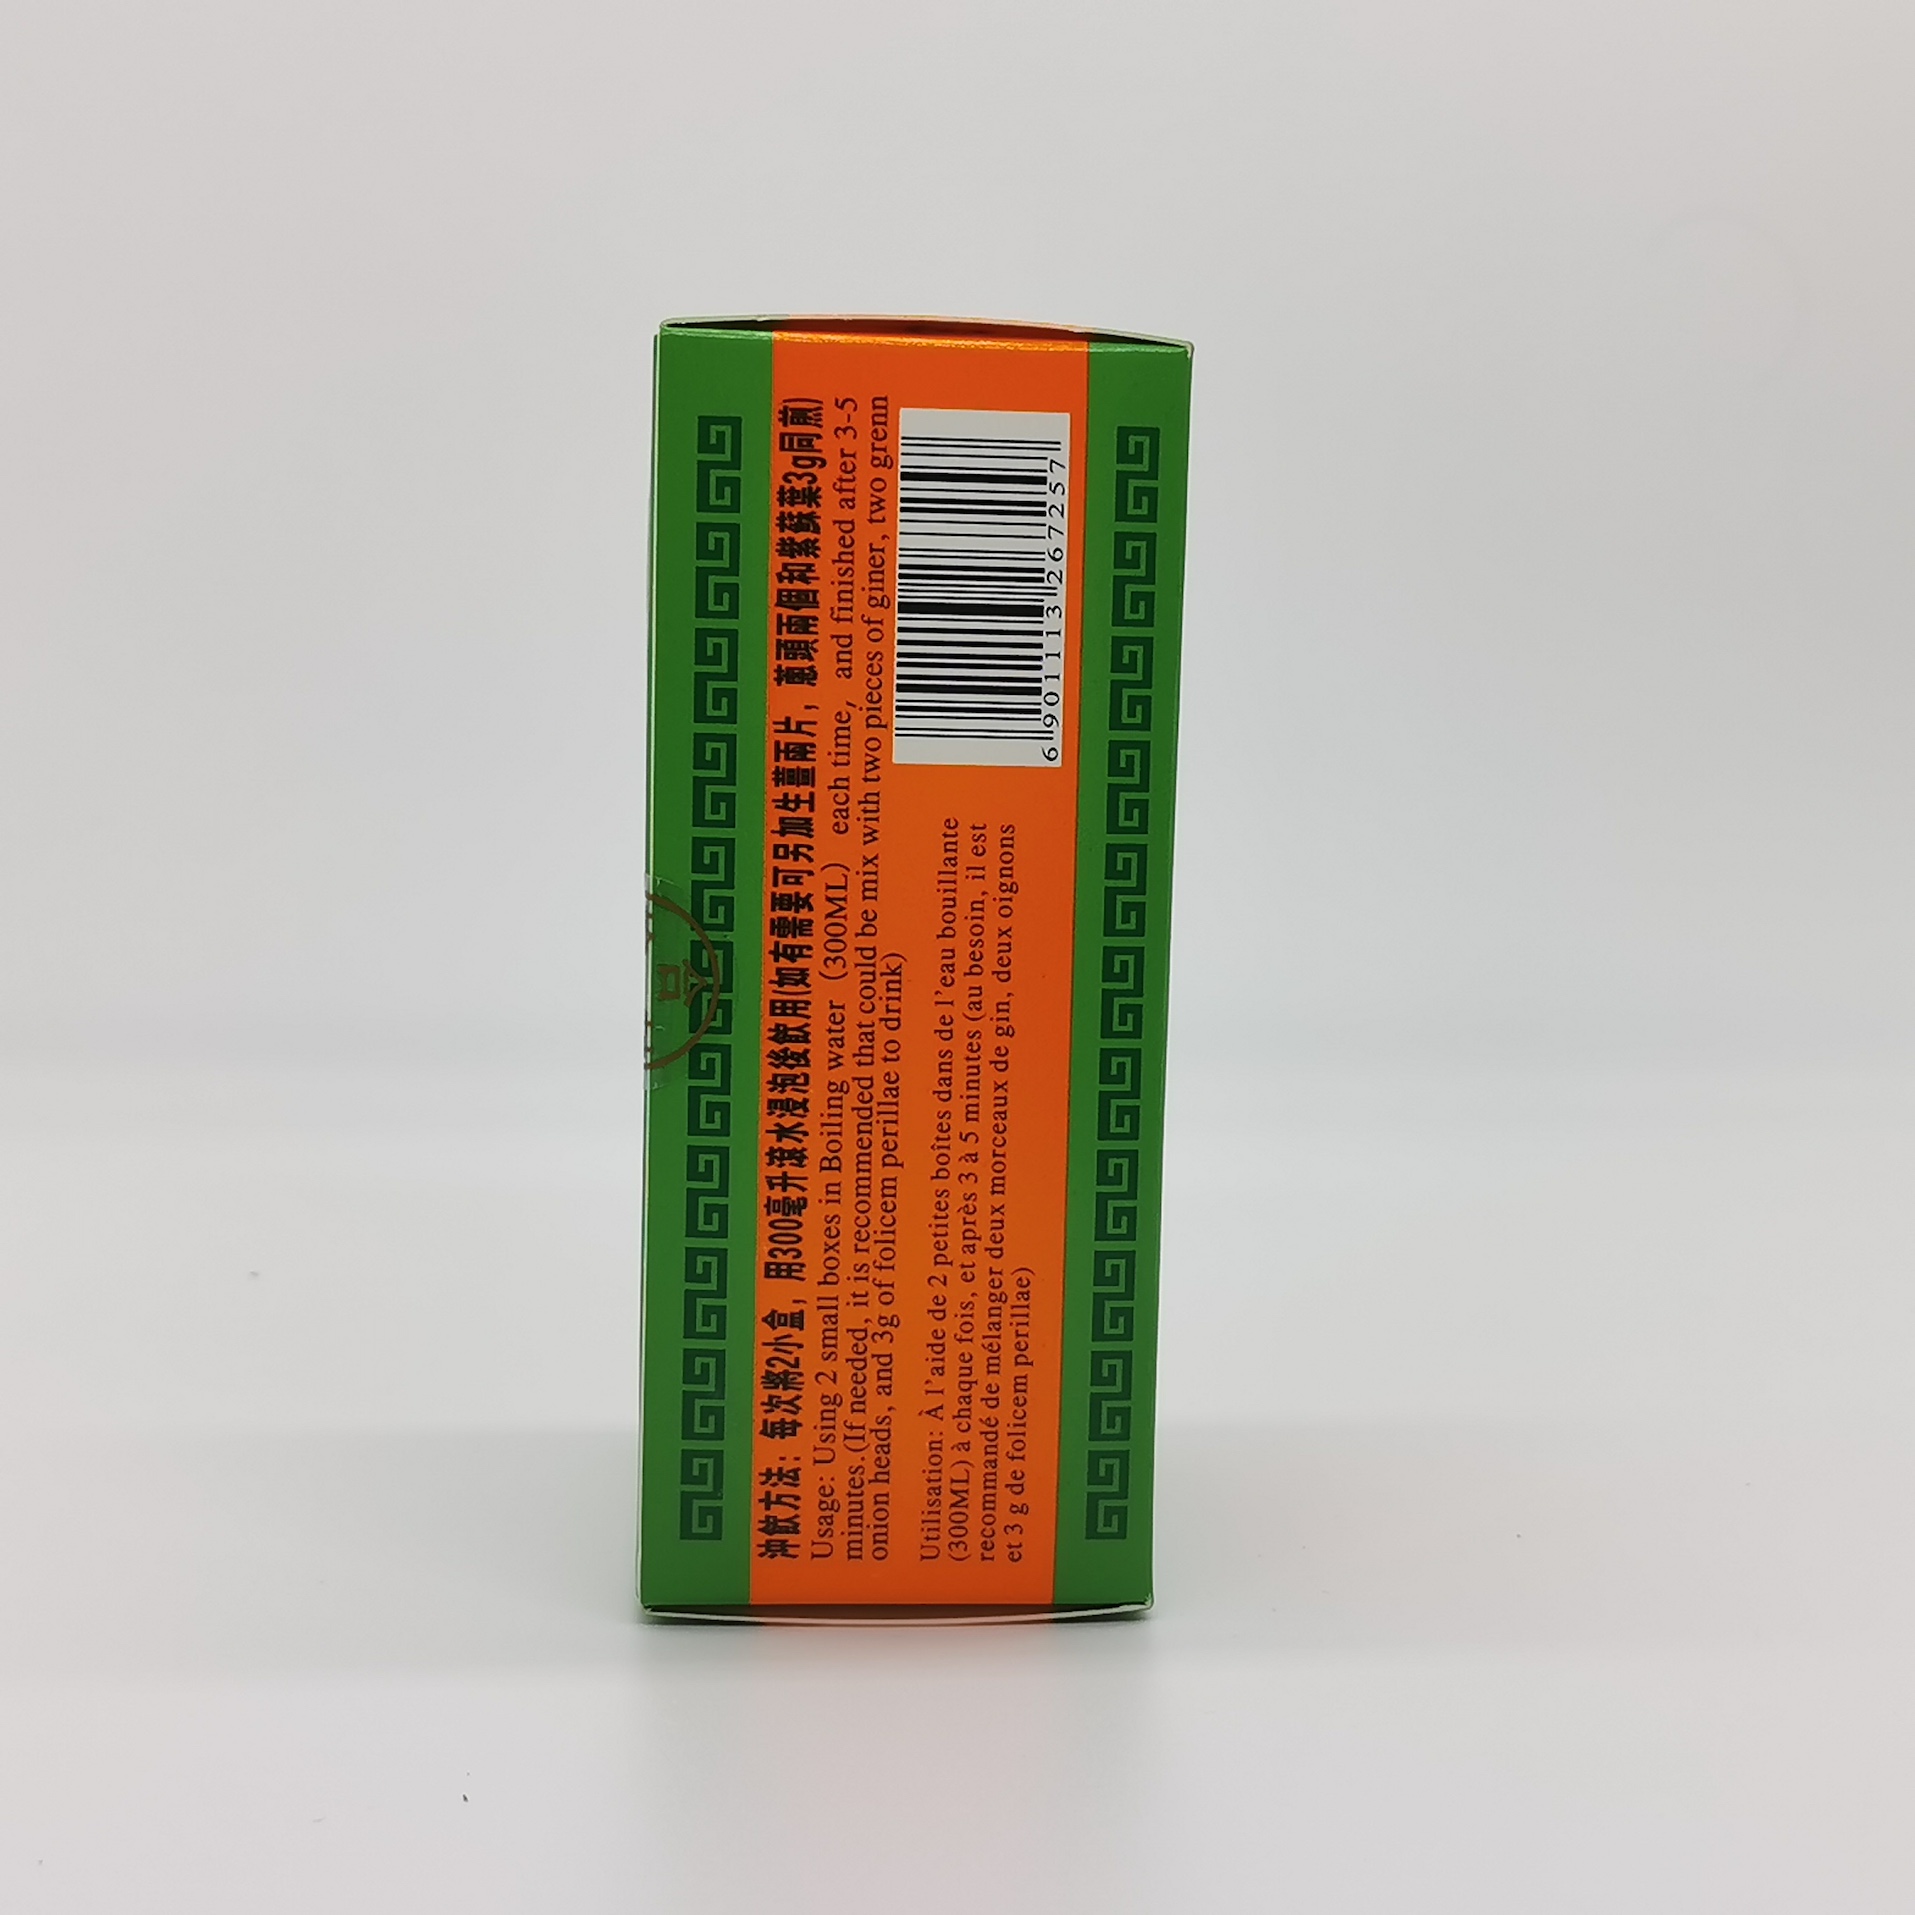 沖飲方法：每次將2小盒，用300毫升滾水浸泡後飲用(如有需要可另加生薑兩片，蔥頭兩個和紫蘇葉3g同煎)
Usage: Using 2 small boxes in Boiling water (300ML) each time, and finished after 3-5
minutes.(If needed, it is recommended that could be mix with two pieces of giner, two grenn
onion heads, and 3g of folicem perillae to drink)
Utilisation: À l'aide de 2 petites boîtes dans de l'eau bouillante
(300ML) à chaque fois, et après 3 à 5 minutes (au besoin, il est
recommandé de mélanger deux morceaux de gin, deux oignons
et 3 g de folicem perillae)
6 901113 267257